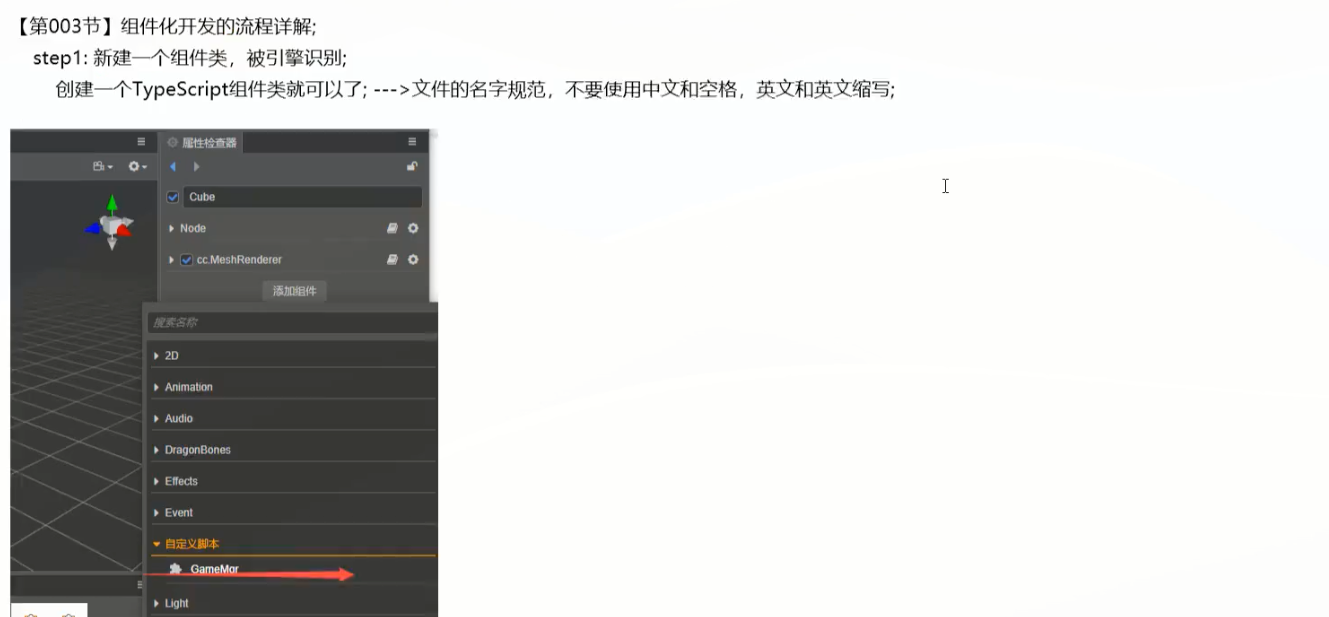 【第003节】组件化开发的流程详解;
step1: 新建一个组件类，被引擎识别;
创建一个TypeScript组件类就可以了; --->文件的名字规范，不要使用中文和空格，英文和英文缩写;
属性检查器
Cube
Node
cc.MeshRenderer
添加组件
搜索名称
2D
Animation
Audio
DragonBones
Effects
Event
自定义脚本
GameMgr
Light